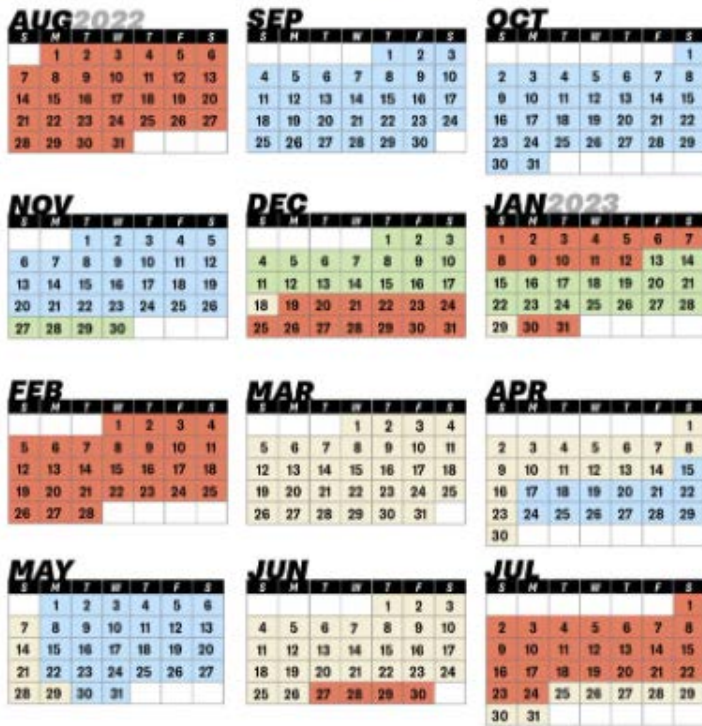 AUG 2022
S M T W T F S
1 2 3 4 5 6
7 8 9 10 11 12 13
14 15 16 17 18 19 20
21 22 23 24 25 26 27
28 29 30 31
SEP
S M T W T F S
1 2 3
4 5 6 7 8 9 10
11 12 13 14 15 16 17
18 19 20 21 22 23 24
25 26 27 28 29 30
OCT
S M T W T F S
1
2 3 4 5 6 7 8
9 10 11 12 13 14 15
16 17 18 19 20 21 22
23 24 25 26 27 28 29
30 31
NOV
S M T W T F S
1 2 3 4 5
6 7 8 9 10 11 12
13 14 15 16 17 18 19
20 21 22 23 24 25 26
27 28 29 30
DEC
S M T W T F S
1 2 3
4 5 6 7 8 9 10
11 12 13 14 15 16 17
18 19 20 21 22 23 24
25 26 27 28 29 30 31
JAN 2023
S M T W T F S
1 2 3 4 5 6 7
8 9 10 11 12 13 14
15 16 17 18 19 20 21
22 23 24 25 26 27 28
29 30 31
FEB
S M T W T F S
1 2 3 4
5 6 7 8 9 10 11
12 13 14 15 16 17 18
19 20 21 22 23 24 25
26 27 28
MAR
S M T W T F S
1 2 3 4
5 6 7 8 9 10 11
12 13 14 15 16 17 18
19 20 21 22 23 24 25
26 27 28 29 30 31
APR
S M T W T F S
1
2 3 4 5 6 7 8
9 10 11 12 13 14 15
16 17 18 19 20 21 22
23 24 25 26 27 28 29
30
MAY
S M T W T F S
1 2 3 4 5 6
7 8 9 10 11 12 13
14 15 16 17 18 19 20
21 22 23 24 25 26 27
28 29 30 31
JUN
S M T W T F S
1 2 3
4 5 6 7 8 9 10
11 12 13 14 15 16 17
18 19 20 21 22 23 24
25 26 27 28 29 30
JUL
S M T W T F S
1
2 3 4 5 6 7 8
9 10 11 12 13 14 15
16 17 18 19 20 21 22
23 24 25 26 27 28 29
30 31